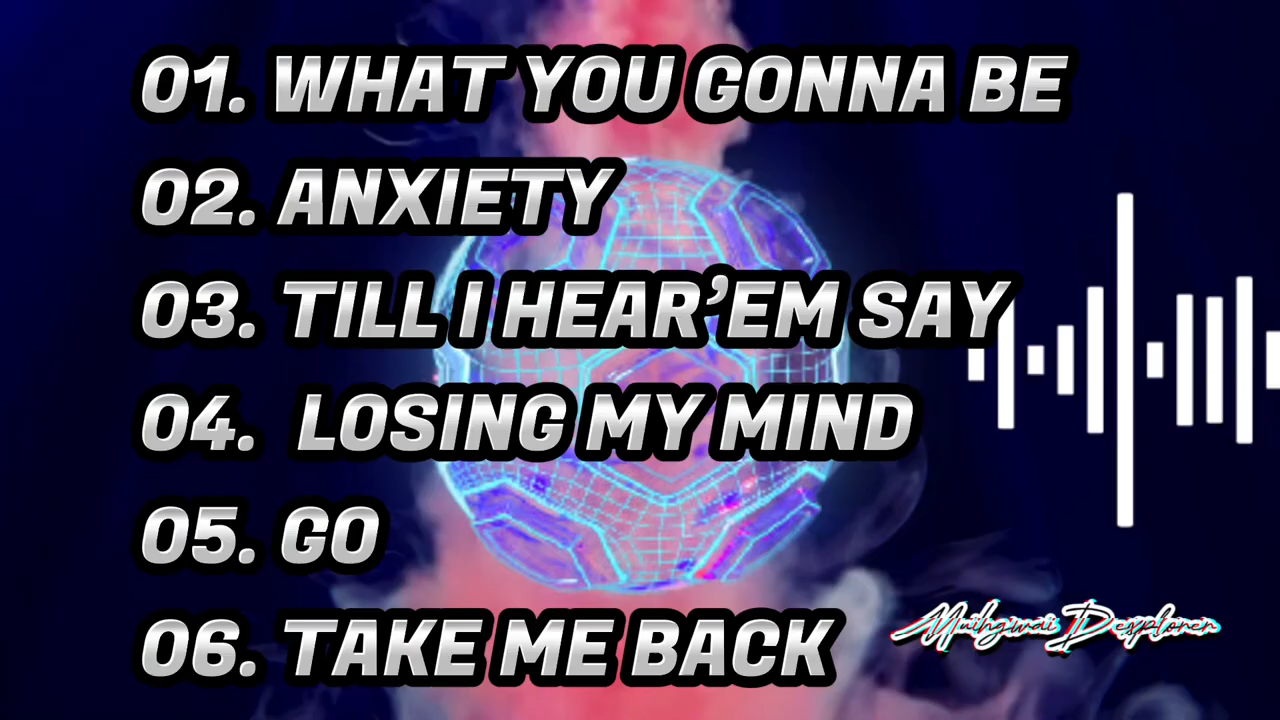 01. WHAT YOU GONNA BE
02. ANXIETY
03. TILL I HEAR'EM SAY
04. LOSING MY MIND
05. GO
06. TAKE ME BACK